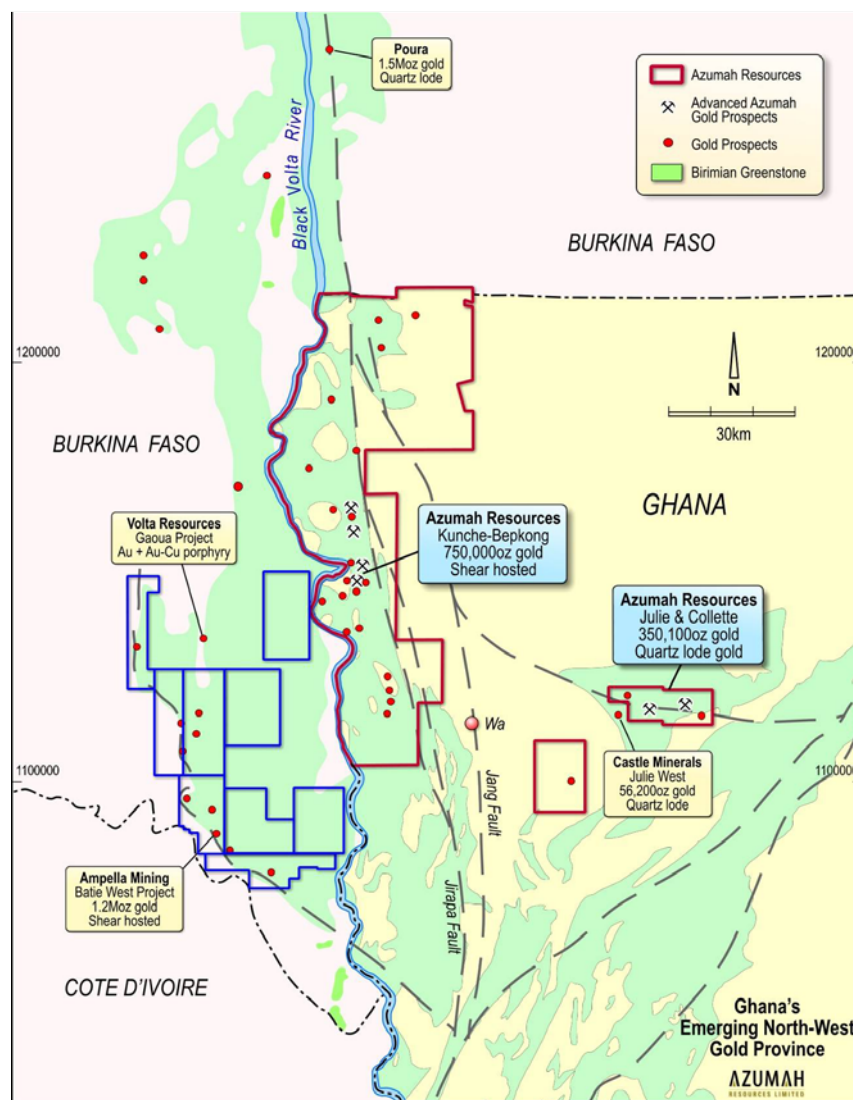 Poura
1.5Moz gold
Quartz lode
Azumah Resources
Advanced Azumah
Gold Prospects
Gold Prospects
Birimian Greenstone
Black Volta River
BURKINA FASO
1200000
120000
N
30km
BURKINA FASO
GHANA
Volta Resources
Gaoua Project
Au + Au-Cu porphyry
Azumah Resources
Kunche-Bepkong
750,000oz gold
Shear hosted
Azumah Resources
Julie & Collette
350,100oz gold
Quartz lode gold
Wa
Castle Minerals
Julie West
56,200oz gold
Quartz lode
1100000
110000
Jang Fault
Jirapa Fault
Ampella Mining
Batie West Project
1.2Moz gold
Shear hosted
COTE D'IVOIRE
Ghana's
Emerging North-West
Gold Province
AZUMAH
RESOURCES LIMITED